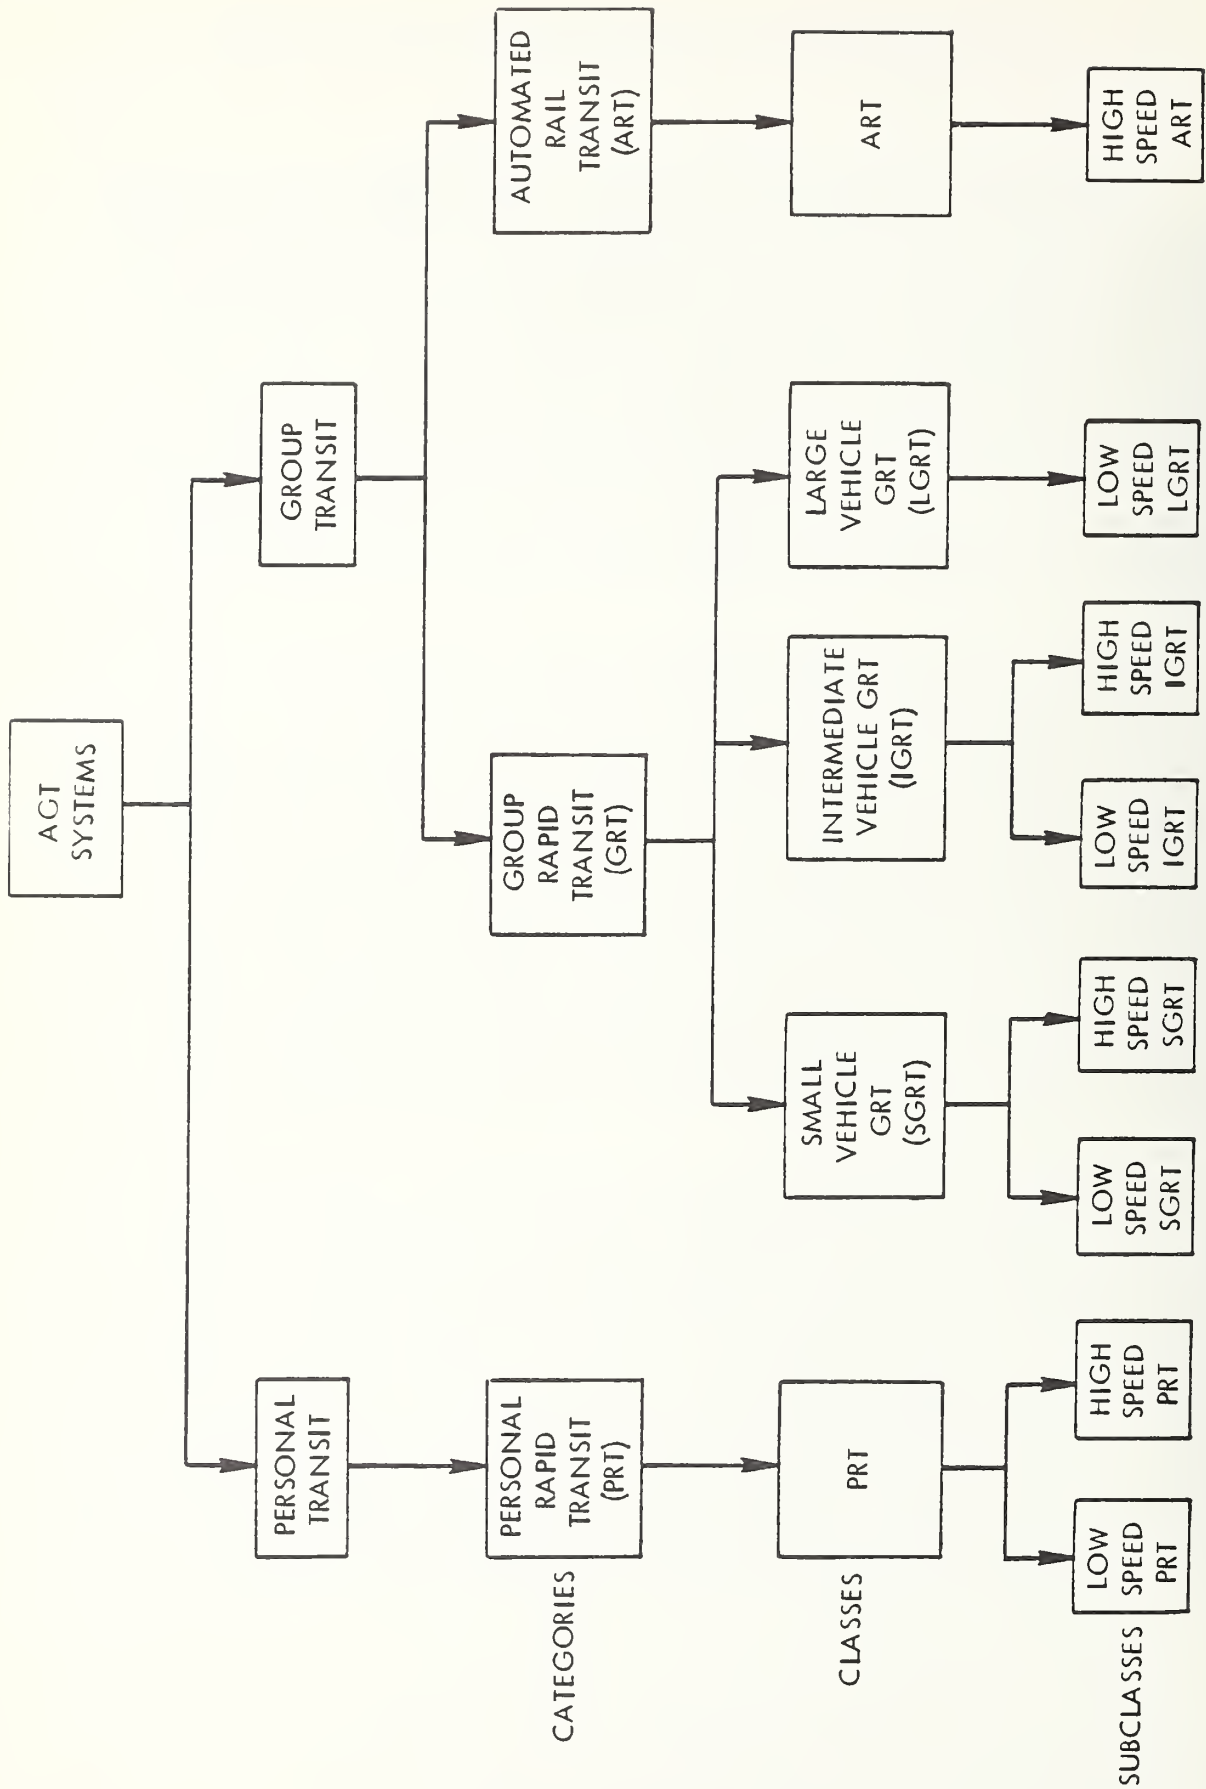 AGT
SYSTEMS
PERSONAL
TRANSIT
GROUP
TRANSIT
CATEGORIES
PERSONAL
RAPID
TRANSIT
(PRT)
GROUP
RAPID
TRANSIT
(GRT)
AUTOMATED
RAIL
TRANSIT
(ART)
CLASSES
PRT
SMALL
VEHICLE
GRT
(SGRT)
INTERMEDIATE
VEHICLE GRT
(IGRT)
LARGE
VEHICLE
GRT
(LGRT)
ART
SUBCLASSES
LOW
SPEED
PRT
HIGH
SPEED
PRT
LOW
SPEED
SGRT
HIGH
SPEED
SGRT
LOW
SPEED
IGRT
HIGH
SPEED
IGRT
LOW
SPEED
LGRT
HIGH
SPEED
ART